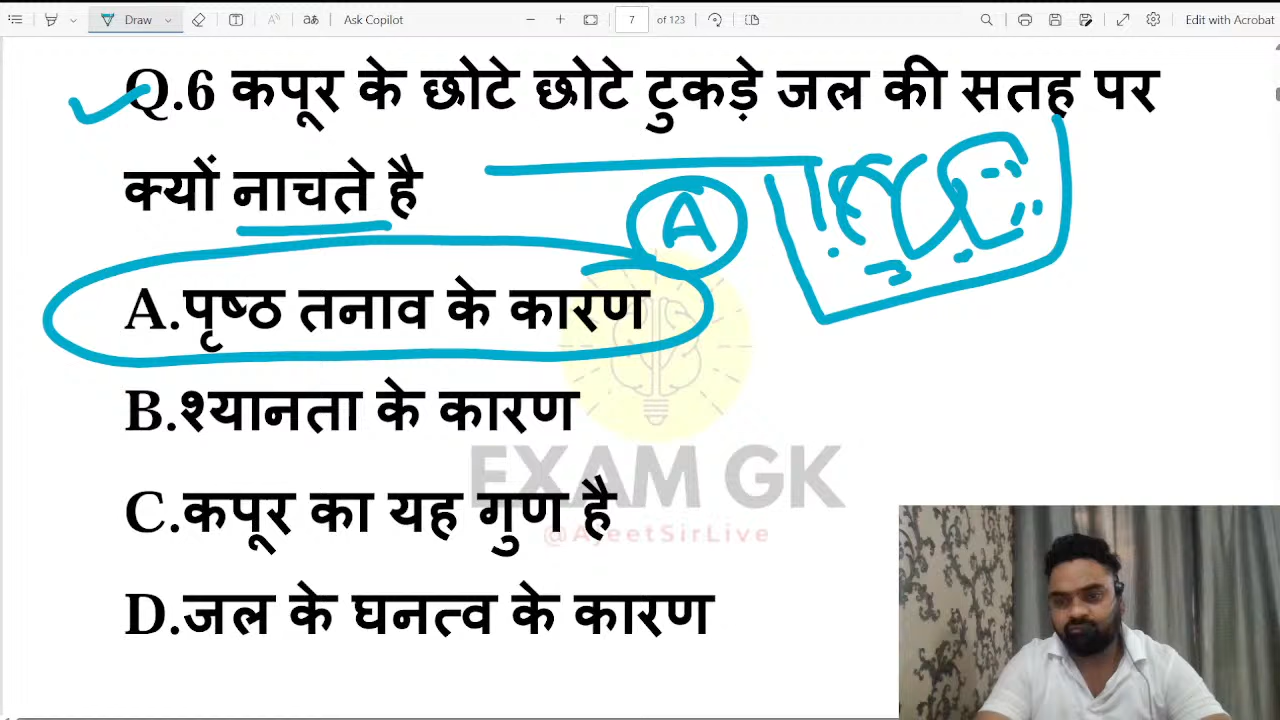 Draw
Ask Copilot
7 of 123
Edit with Acrobat
Q.6 कपूर के छोटे छोटे टुकड़े जल की सतह पर
क्यों नाचते है
A
A.पृष्ठ तनाव के कारण
B.श्यानता के कारण
EXAM GK
C.कपूर का यह गुण है
@AjeetSirLive
D.जल के घनत्व के कारण